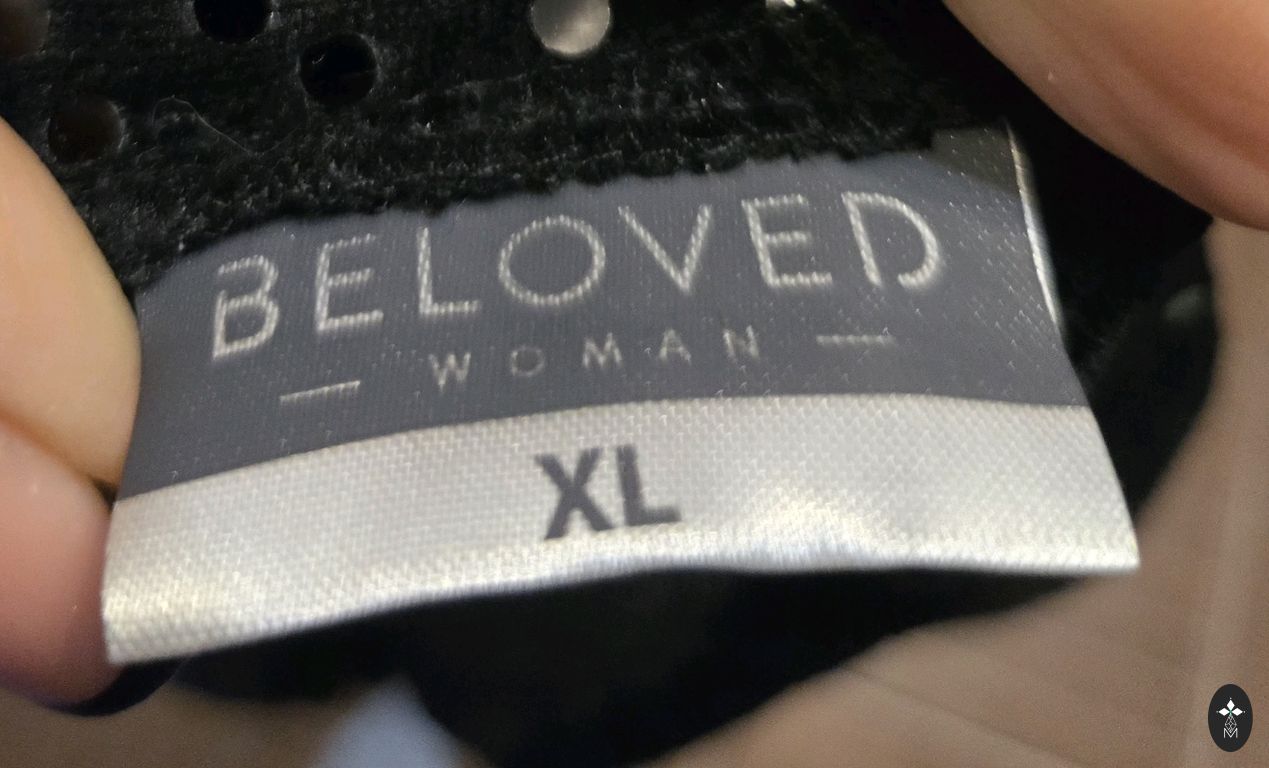 BELOVED
— WOMAN —
XL